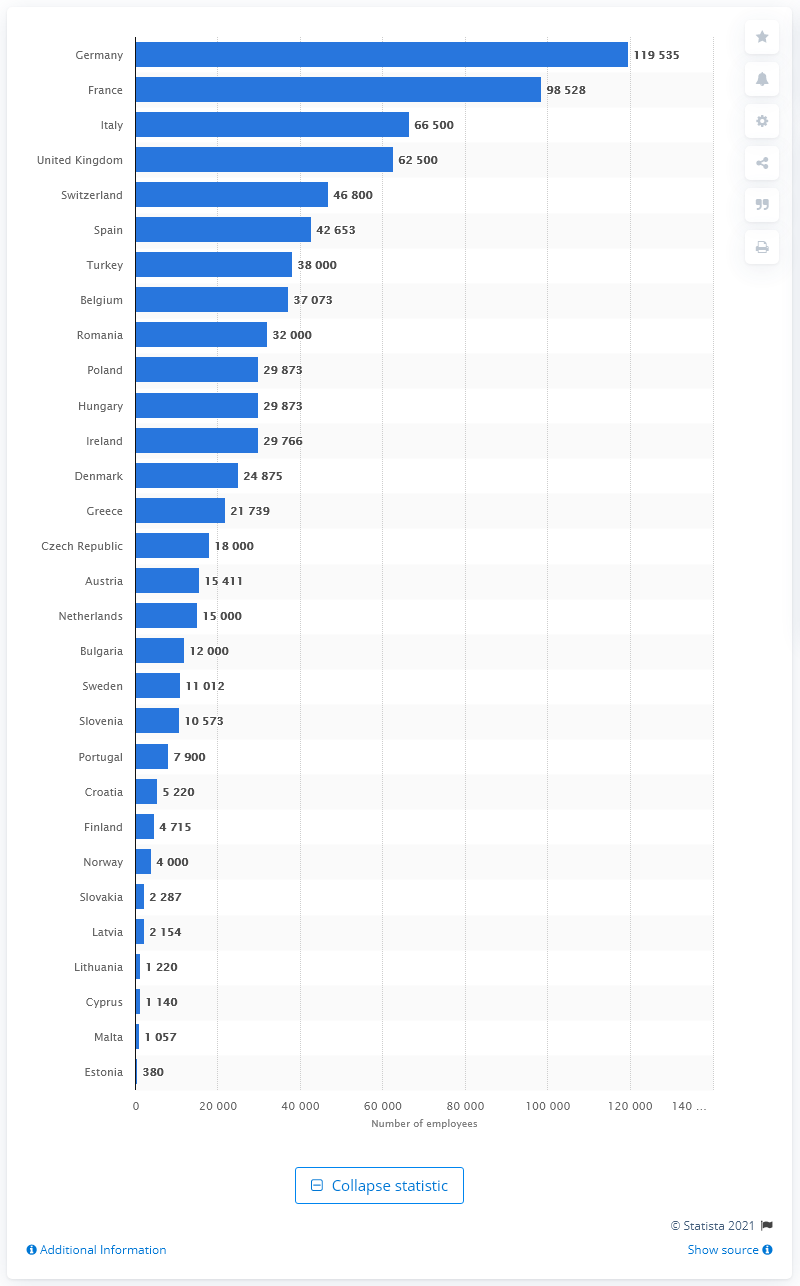 Germany 119 535
France 98 528
Italy 66 500
United Kingdom 62 500
Switzerland 46 800
Spain 42 653
Turkey 38 000
Belgium 37 073
Romania 32 000
Poland 29 873
Hungary 29 873
Ireland 29 766
Denmark 24 875
Greece 21 739
Czech Republic 18 000
Austria 15 411
Netherlands 15 000
Bulgaria 12 000
Sweden 11 012
Slovenia 10 573
Portugal 7 900
Croatia 5 220
Finland 4 715
Norway 4 000
Slovakia 2 287
Latvia 2 154
Lithuania 1 220
Cyprus 1 140
Malta 1 057
Estonia 380
0 20 000 40 000 60 000 80 000 100 000 120 000 140 ...
Number of employees
Collapse statistic
© Statista 2021
Additional Information Show source